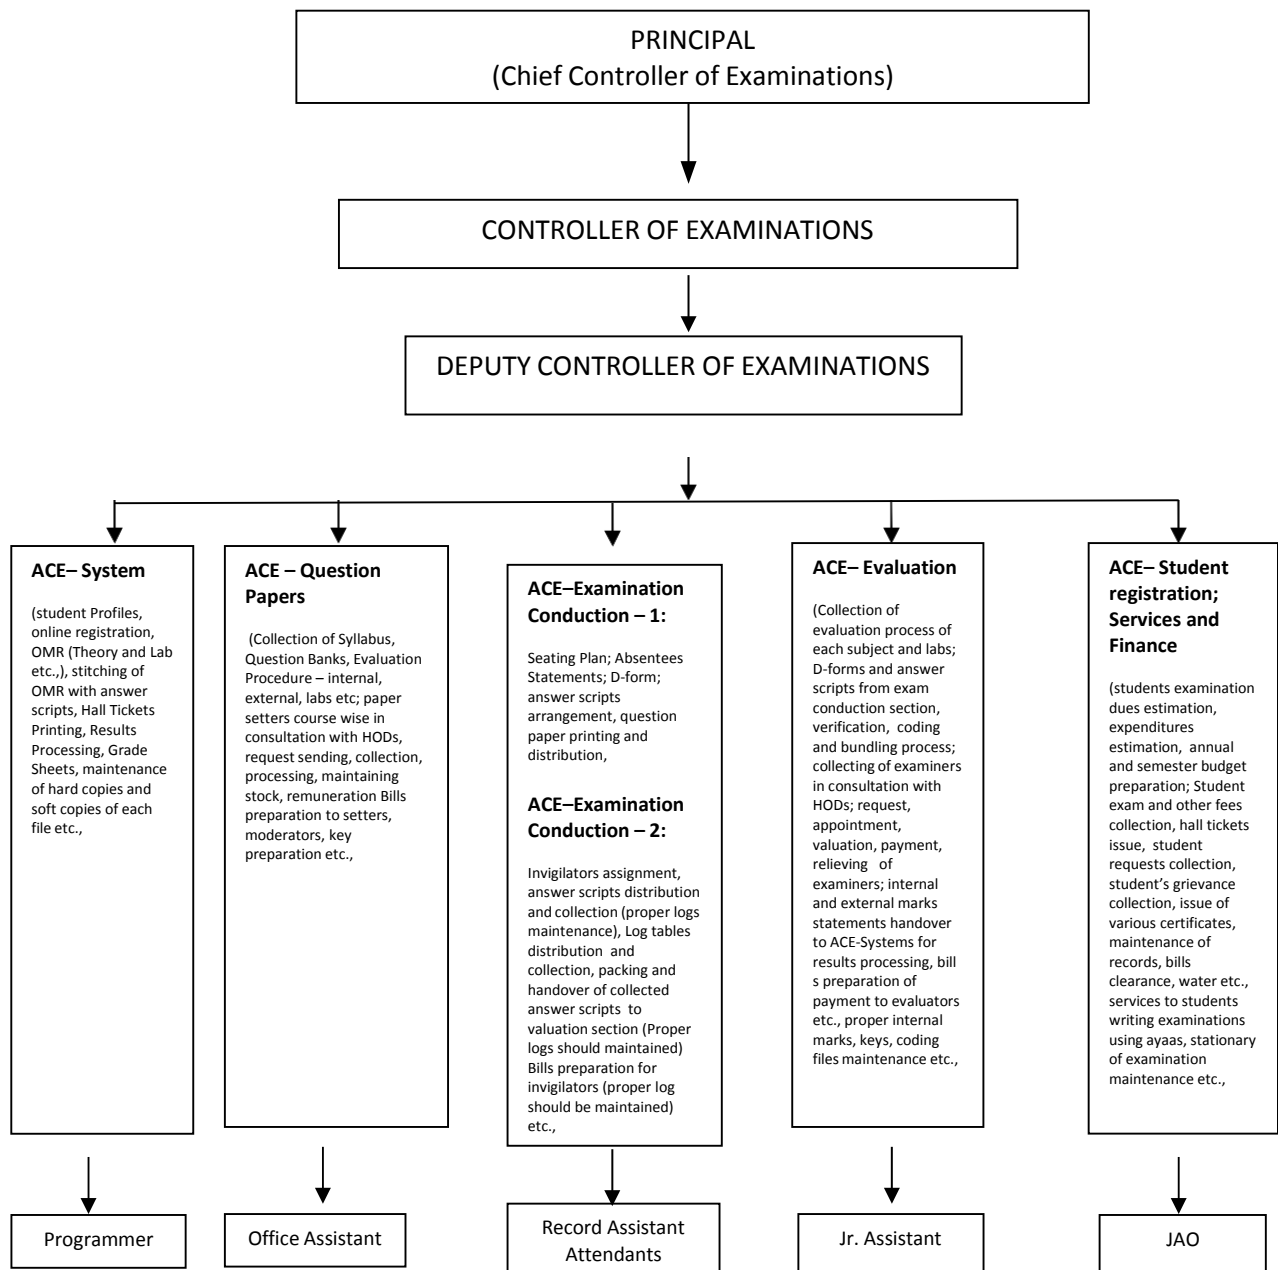 PRINCIPAL
(Chief Controller of Examinations)
CONTROLLER OF EXAMINATIONS
DEPUTY CONTROLLER OF EXAMINATIONS
ACE– System
(student Profiles,
online registration,
OMR (Theory and Lab
etc.,), stitching of
OMR with answer
scripts, Hall Tickets
Printing, Results
Processing, Grade
Sheets, maintenance
of hard copies and
soft copies of each
file etc.,
ACE – Question
Papers
(Collection of Syllabus,
Question Banks, Evaluation
Procedure – internal,
external, labs etc; paper
setters course wise in
consultation with HODs,
request sending, collection,
processing, maintaining
stock, remuneration Bills
preparation to setters,
moderators, key
preparation etc.,
ACE–Examination
Conduction – 1:
Seating Plan; Absentees
Statements; D-form;
answer scripts
arrangement, question
paper printing and
distribution,
ACE–Examination
Conduction – 2:
Invigilators assignment,
answer scripts distribution
and collection (proper logs
maintenance), Log tables
distribution and
collection, packing and
handover of collected
answer scripts to
valuation section (Proper
logs should maintained)
Bills preparation for
invigilators (proper log
should be maintained)
etc.,
ACE– Evaluation
(Collection of
evaluation process of
each subject and labs;
D-forms and answer
scripts from exam
conduction section,
verification, coding
and bundling process;
collecting of examiners
in consultation with
HODs; request,
appointment,
valuation, payment,
relieving of
examiners; internal
and external marks
statements handover
to ACE-Systems for
results processing, bill
s preparation of
payment to evaluators
etc., proper internal
marks, keys, coding
files maintenance etc.,
ACE– Student
registration;
Services and
Finance
(students examination
dues estimation,
expenditures
estimation, annual
and semester budget
preparation; Student
exam and other fees
collection, hall tickets
issue, student
requests collection,
student’s grievance
collection, issue of
various certificates,
maintenance of
records, bills
clearance, water etc.,
services to students
writing examinations
using ayaas, stationary
of examination
maintenance etc.,
Programmer
Office Assistant
Record Assistant
Attendants
Jr. Assistant
JAO